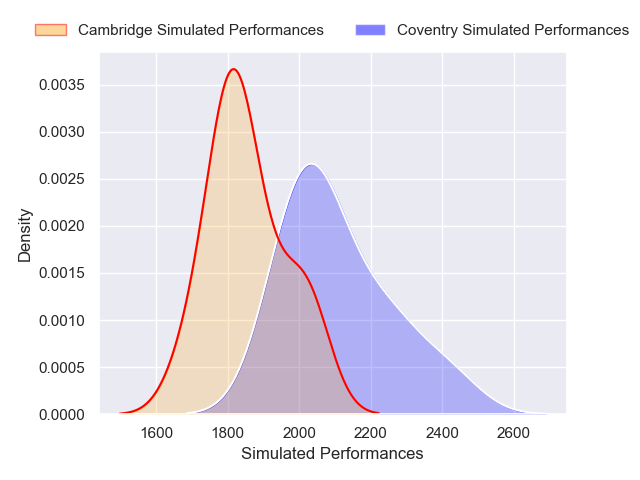 Cambridge Simulated Performances
Coventry Simulated Performances
0.0035
0.0030
0.0025
0.0020
0.0015
0.0010
0.0005
0.0000
Density
1600 1800 2000 2200 2400 2600
Simulated Performances